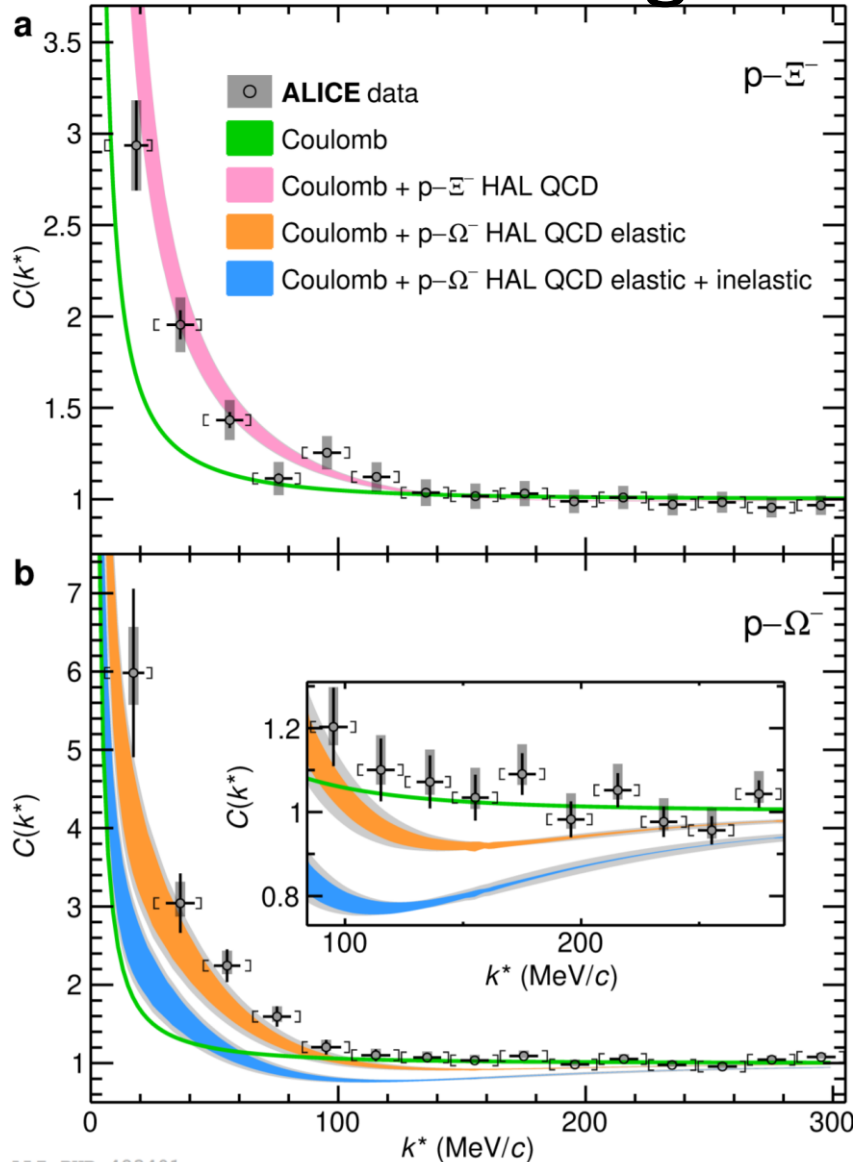 g
a
p–Ξ⁻
ALICE data
Coulomb
Coulomb + p–Ξ⁻ HAL QCD
Coulomb + p–Ω⁻ HAL QCD elastic
Coulomb + p–Ω⁻ HAL QCD elastic + inelastic
C(k*)
3.5
3
2.5
2
1.5
1
b
p–Ω⁻
C(k*)
7
6
5
4
3
2
1
C(k*)
1.2
1
0.8
100 200
k* (MeV/c)
0 100 200 300
k* (MeV/c)